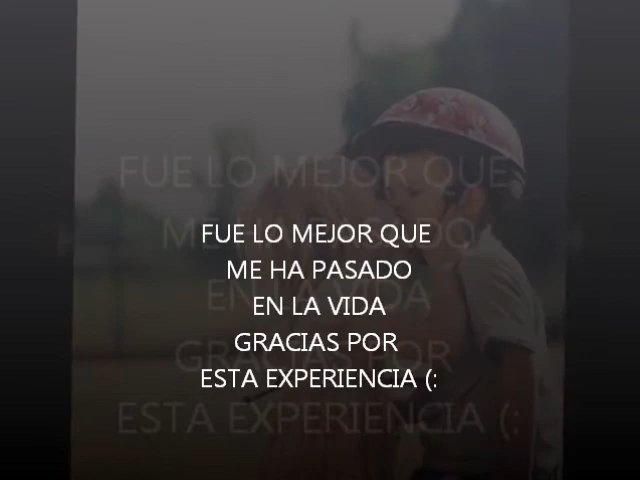 FUE LO MEJOR QUE
ME HA PASADO
EN LA VIDA
GRACIAS POR
ESTA EXPERIENCIA (: